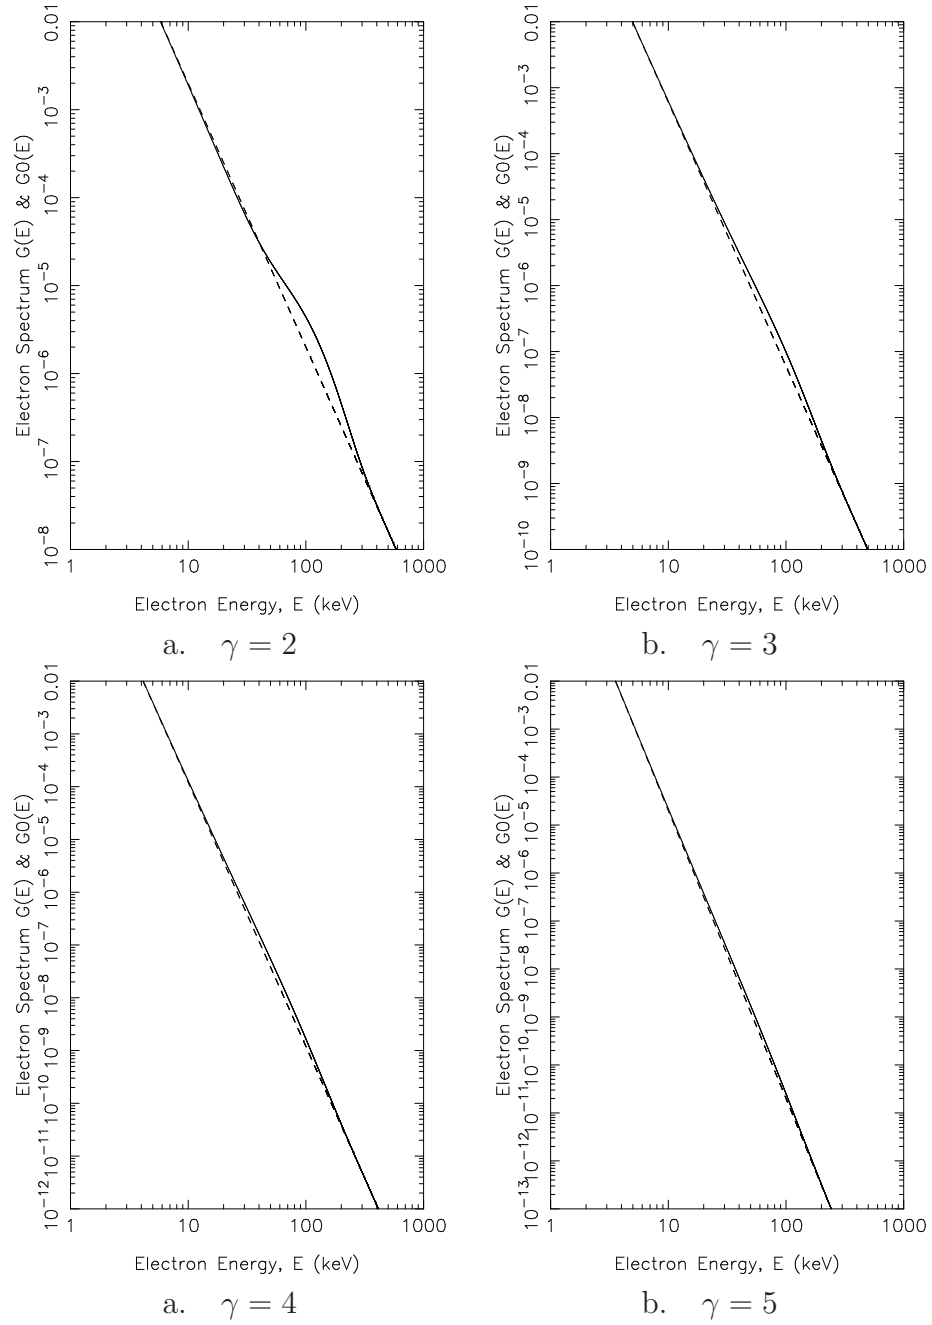 Electron Spectrum G(E) & G0(E)
0.01
10⁻³
10⁻⁴
10⁻⁵
10⁻⁶
10⁻⁷
10⁻⁸
1 10 100 1000
Electron Energy, E (keV)
a. γ = 2
Electron Spectrum G(E) & G0(E)
0.01
10⁻³
10⁻⁴
10⁻⁵
10⁻⁶
10⁻⁷
10⁻⁸
10⁻⁹
10⁻¹⁰
1 10 100 1000
Electron Energy, E (keV)
b. γ = 3
Electron Spectrum G(E) & G0(E)
0.01
10⁻³
10⁻⁴
10⁻⁵
10⁻⁶
10⁻⁷
10⁻⁸
10⁻⁹
10⁻¹⁰
10⁻¹¹
10⁻¹²
1 10 100 1000
Electron Energy, E (keV)
a. γ = 4
Electron Spectrum G(E) & G0(E)
0.01
10⁻³
10⁻⁴
10⁻⁵
10⁻⁶
10⁻⁷
10⁻⁸
10⁻⁹
10⁻¹⁰
10⁻¹¹
10⁻¹²
10⁻¹³
1 10 100 1000
Electron Energy, E (keV)
b. γ = 5